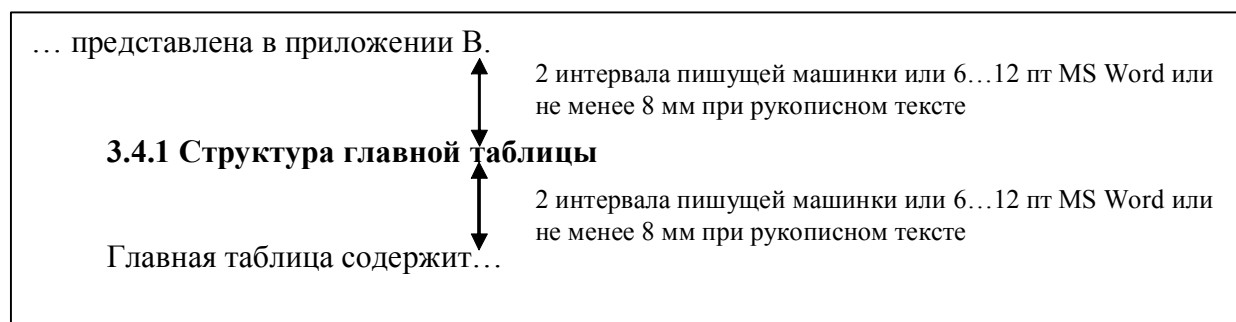 … представлена в приложении В.
2 интервала пишущей машинки или 6…12 пт MS Word или
не менее 8 мм при рукописном тексте
3.4.1 Структура главной таблицы
2 интервала пишущей машинки или 6…12 пт MS Word или
не менее 8 мм при рукописном тексте
Главная таблица содержит…